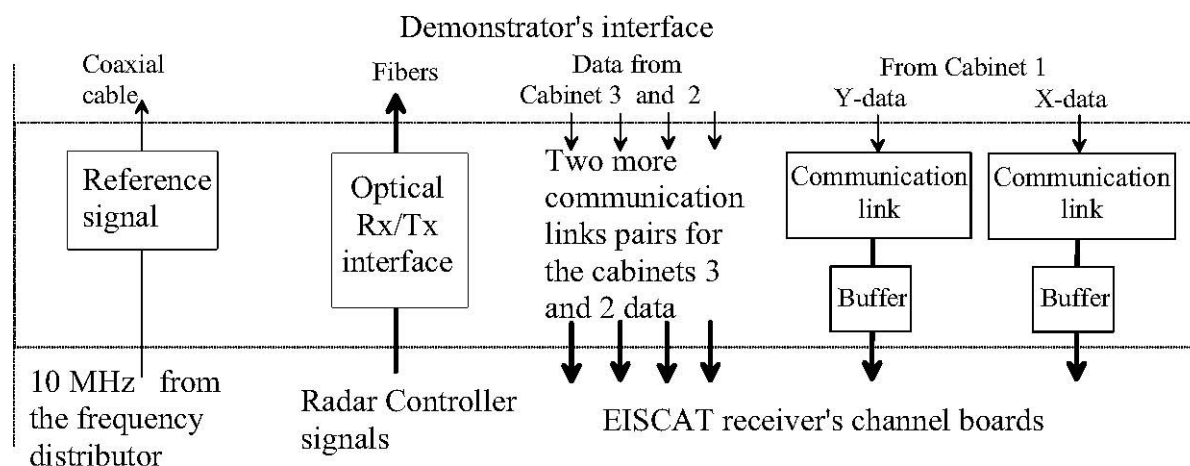 Demonstrator's interface
Coaxial
cable
Fibers
Data from
Cabinet 3 and 2
From Cabinet 1
Y-data
X-data
Reference
signal
Optical
Rx/Tx
interface
Two more
communication
links pairs for
the cabinets 3
and 2 data
Communication
link
Communication
link
Buffer
Buffer
10 MHz from
the frequency
distributor
Radar Controller
signals
EISCAT receiver's channel boards